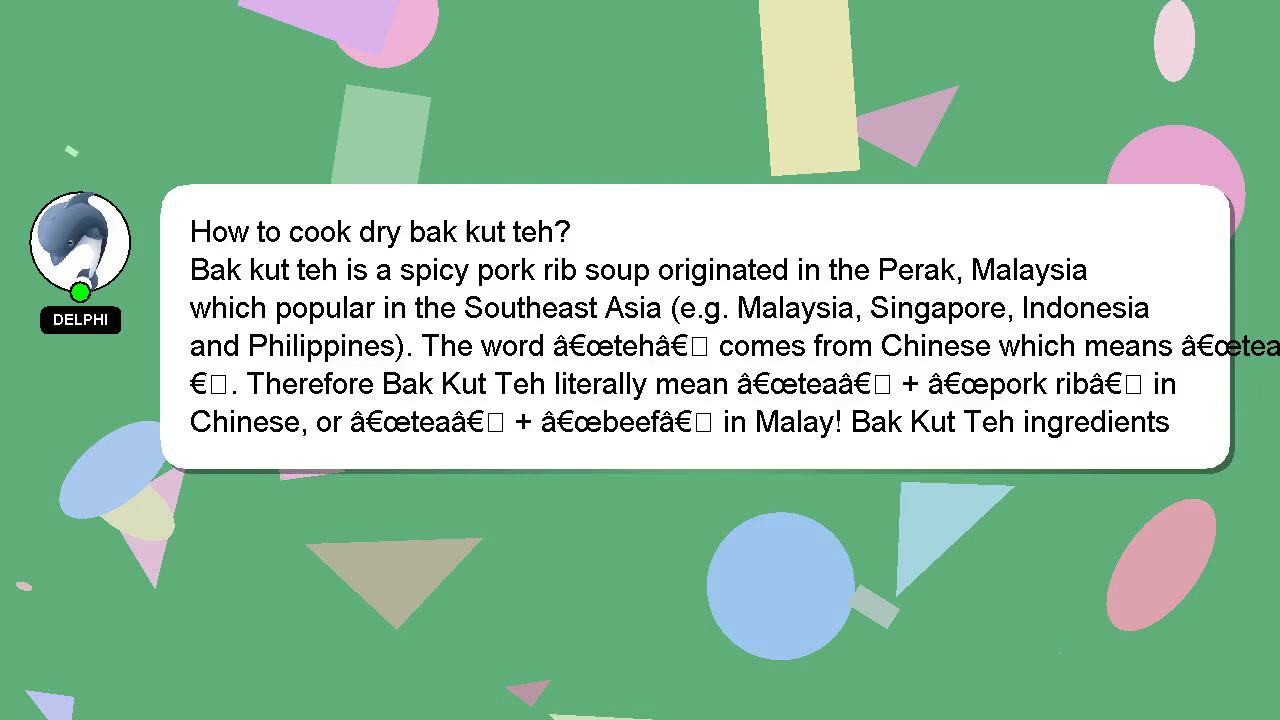 DELPHI
How to cook dry bak kut teh?
Bak kut teh is a spicy pork rib soup originated in the Perak, Malaysia
which popular in the Southeast Asia (e.g. Malaysia, Singapore, Indonesia
and Philippines). The word â€œtehâ€□ comes from Chinese which means â€œtea
€□. Therefore Bak Kut Teh literally mean â€œteaâ€□ + â€œpork ribâ€□ in
Chinese, or â€œteaâ€□ + â€œbeefâ€□ in Malay! Bak Kut Teh ingredients